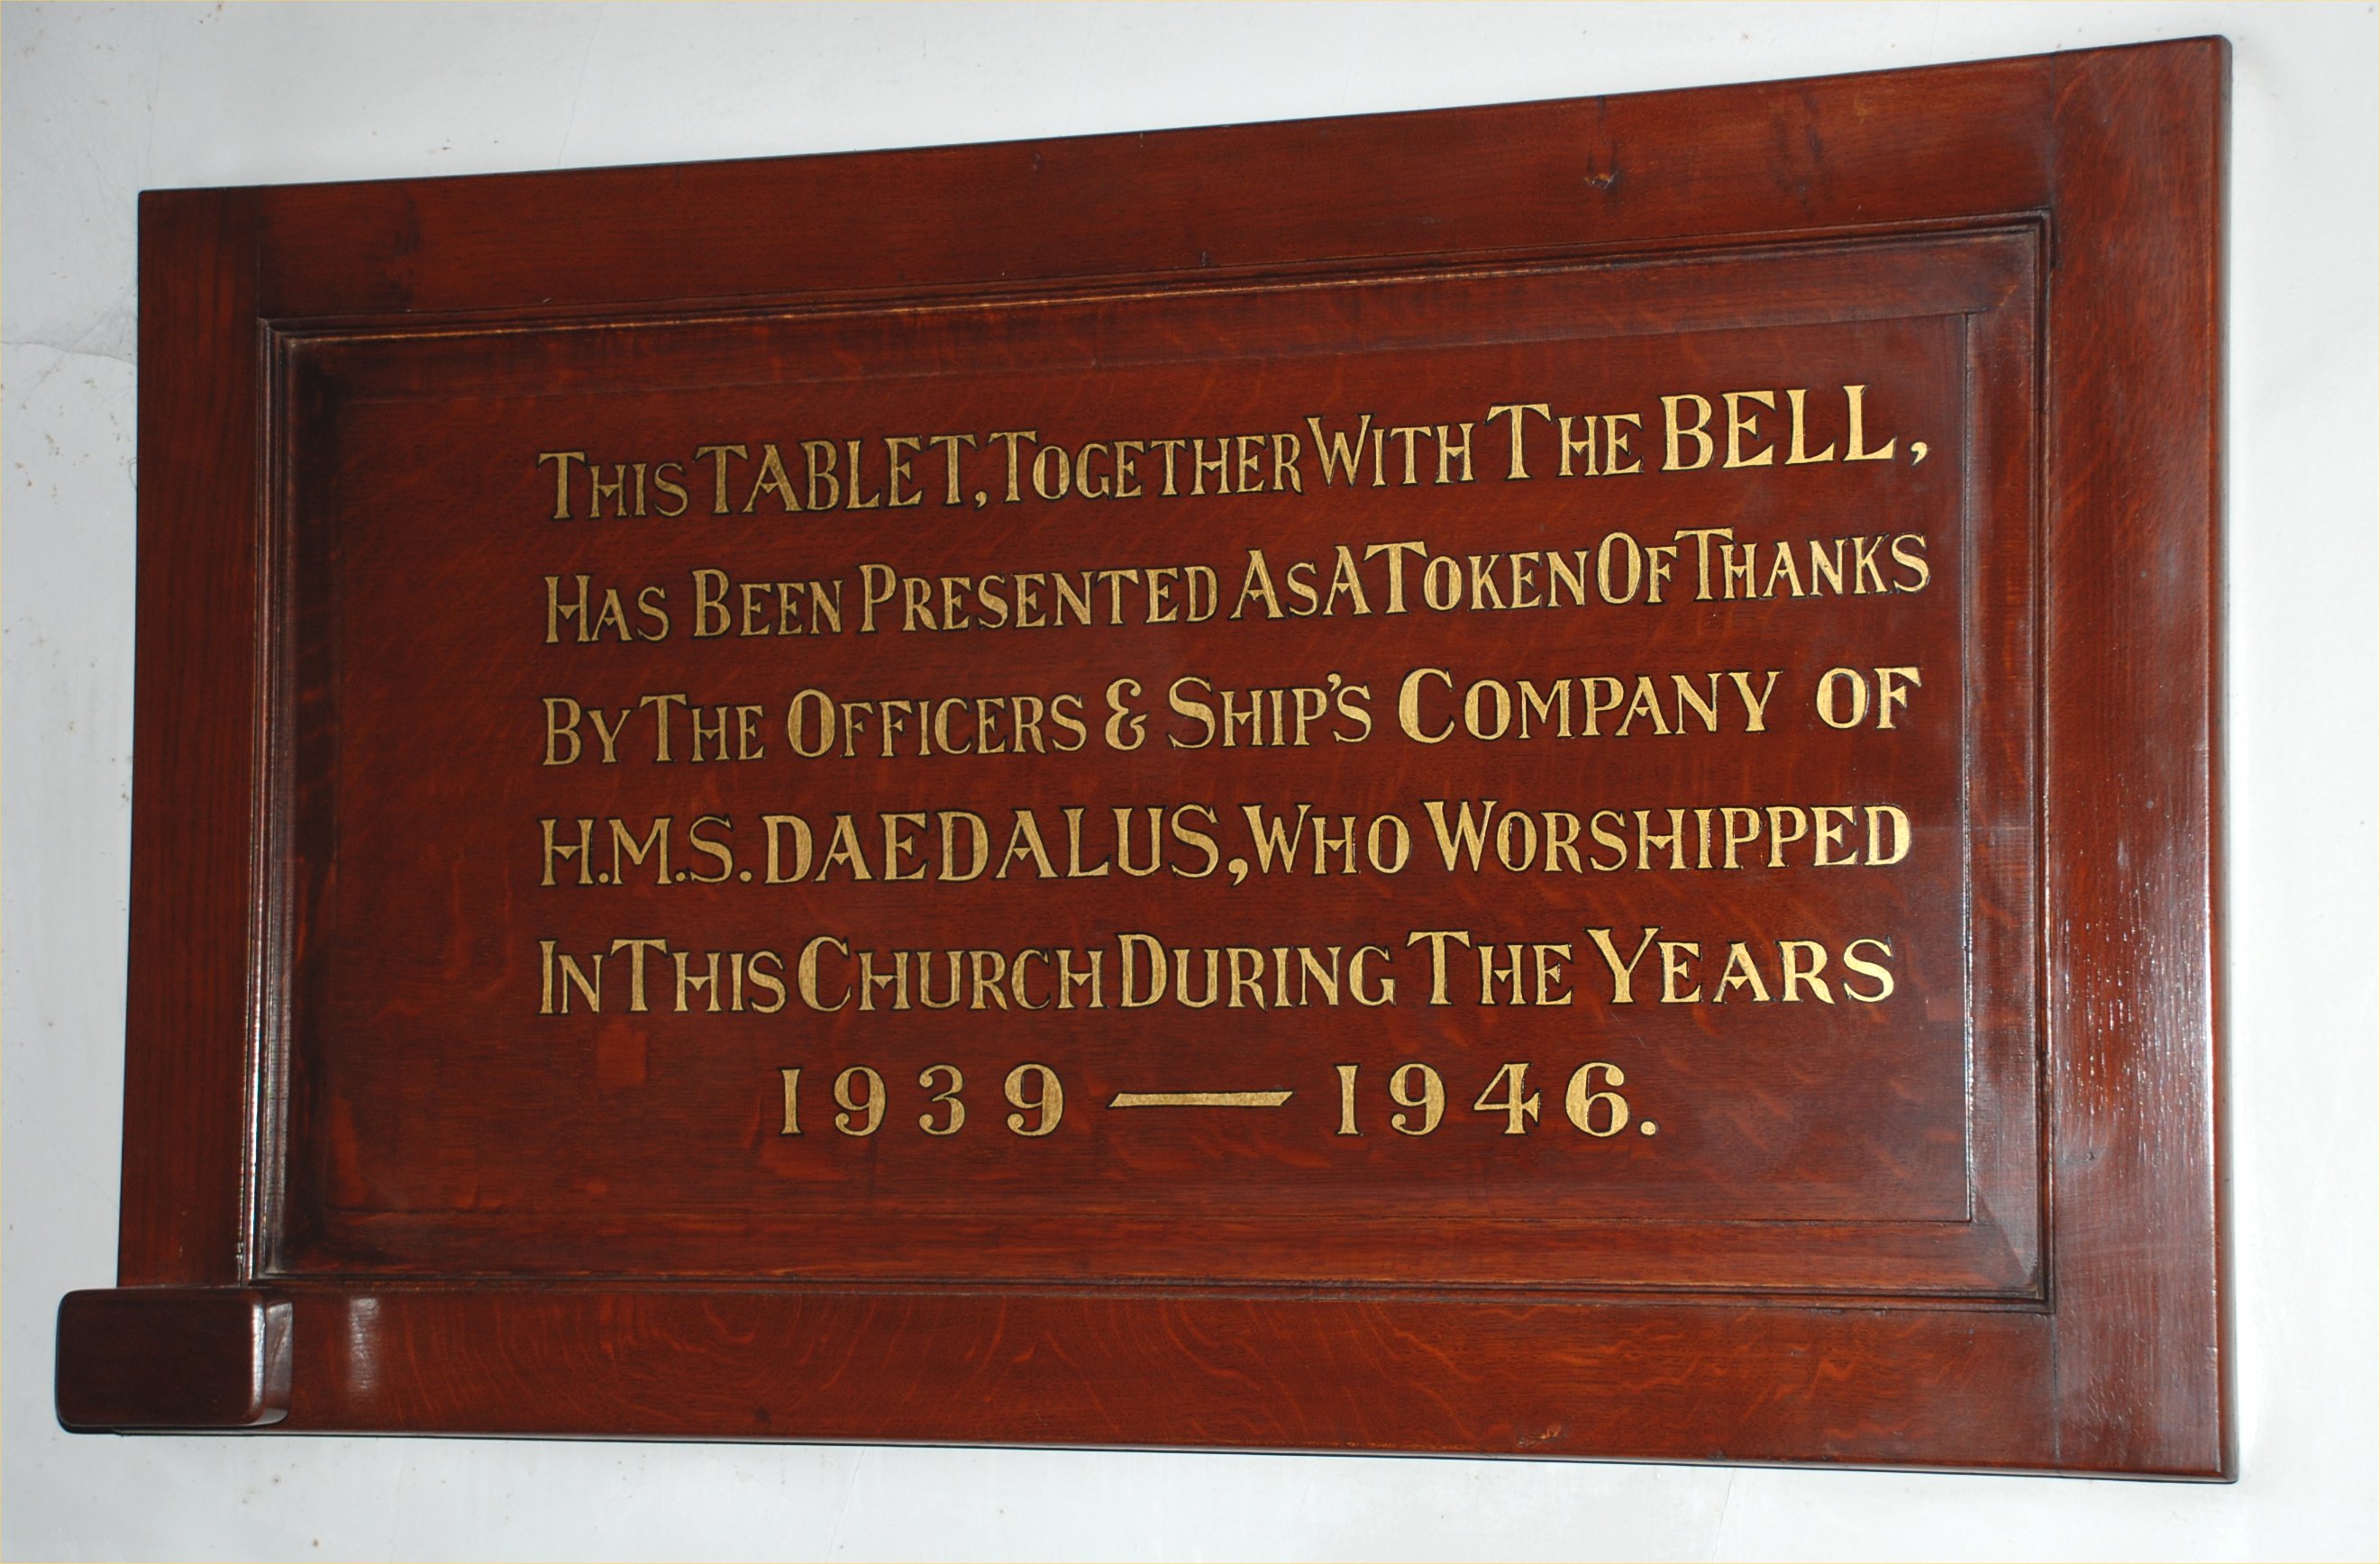 THIS TABLET, TOGETHER WITH THE BELL,
HAS BEEN PRESENTED AS A TOKEN OF THANKS
BY THE OFFICERS & SHIP'S COMPANY OF
H.M.S. DAEDALUS, WHO WORSHIPPED
IN THIS CHURCH DURING THE YEARS
1939 — 1946.